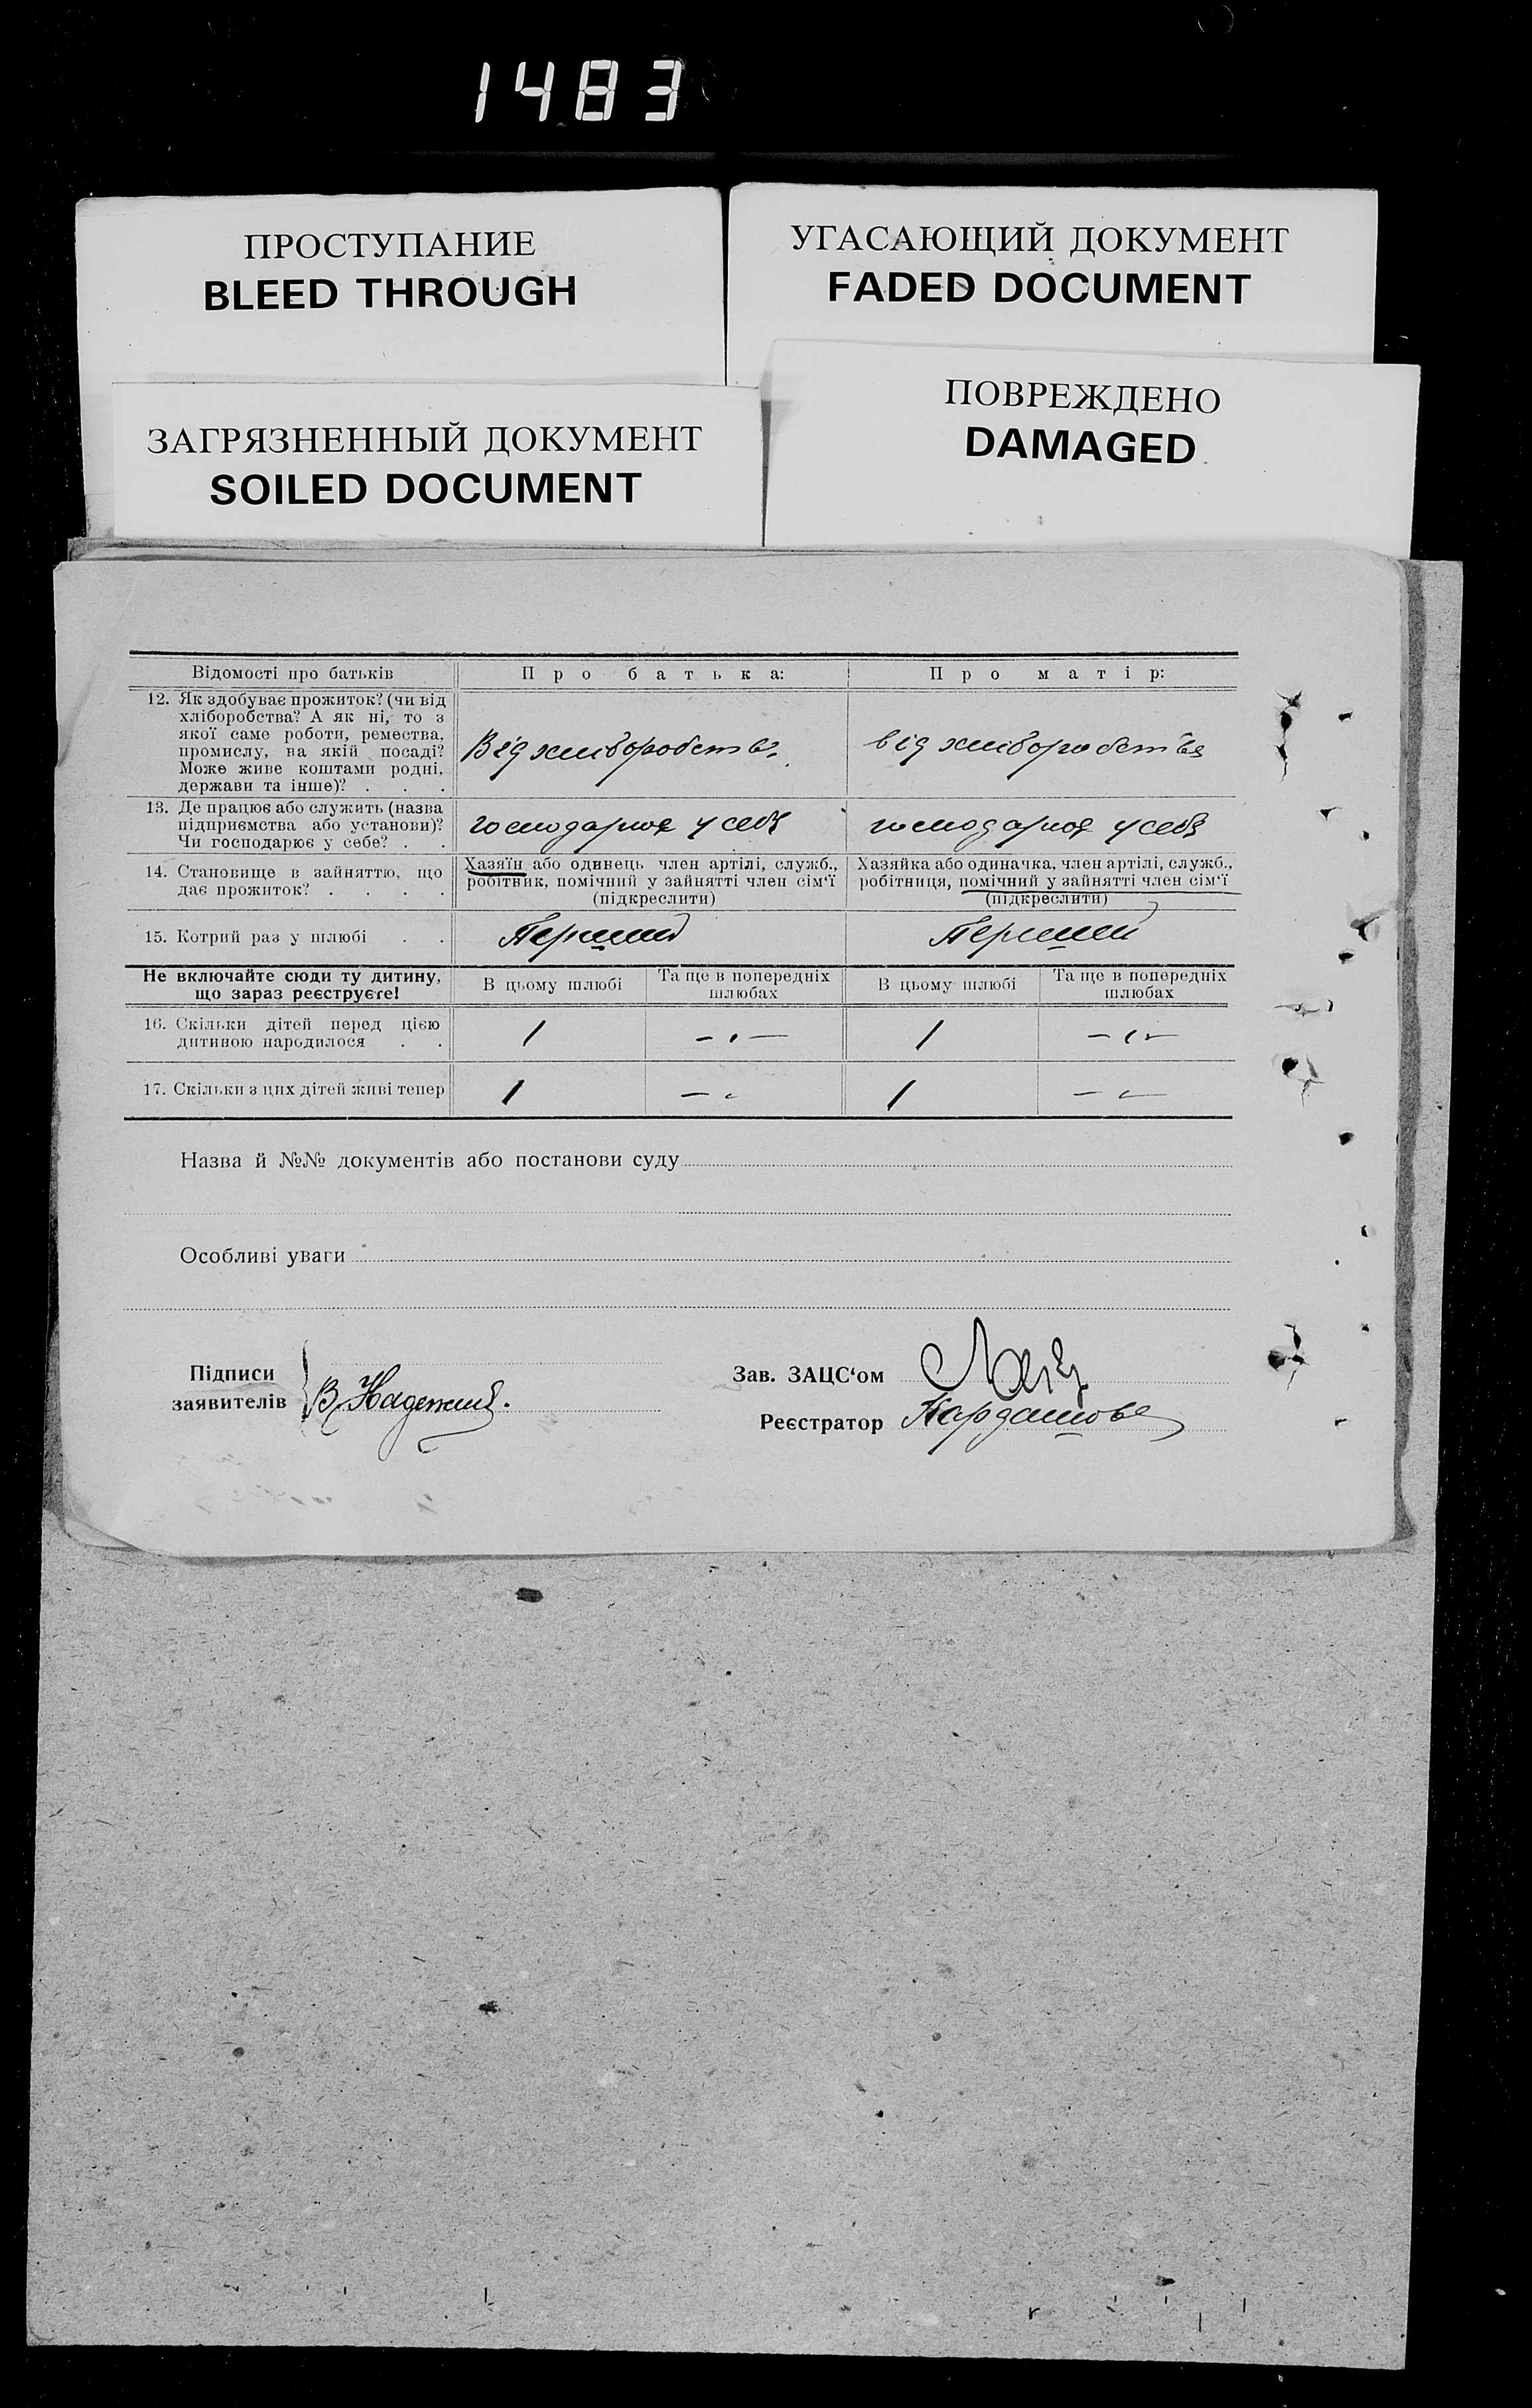 1483
ПРОСТУПАНИЕ
BLEED THROUGH
УГАСАЮЩИЙ ДОКУМЕНТ
FADED DOCUMENT
ЗАГРЯЗНЕННЫЙ ДОКУМЕНТ
SOILED DOCUMENT
ПОВРЕЖДЕНО
DAMAGED
Відомості про батьків
Про батька:
Про матір:
12. Як здобуває прожиток? (чи від
хліборобства? А як ні, то з
якої саме роботи, ремества,
промислу, на якій посаді?
Може живе коштами родні,
держави та інше)? . . .
Від хліборобства
від хліборобства
13. Де працює або служить (назва
підприємства або установи)?
Чи господарює у себе? . .
господарює у себе
господарює у себе
14. Становище в зайняттю, що
дає прожиток? . . . .
Хазяїн або одинець член артілі, служб.,
робітник, помічний у зайнятті член сім'ї
(підкреслити)
Хазяйка або одиначка, член артілі, служб.,
робітниця, помічний у зайнятті член сім'ї
(підкреслити)
15. Котрий раз у шлюбі . .
Перший
Перший
Не включайте сюди ту дитину,
що зараз реєструєте!
В цьому шлюбі
Та ще в попередніх
шлюбах
В цьому шлюбі
Та ще в попередніх
шлюбах
16. Скільки дітей перед цією
дитиною народилося . .
1
— „ —
1
— „ —
17. Скільки з цих дітей живі тепер
1
— „
1
— „ —
Назва й №№ документів або постанови суду
Особливі уваги
Підписи
заявителів
В. Надежний.
Зав. ЗАЦС'ом
Реєстратор